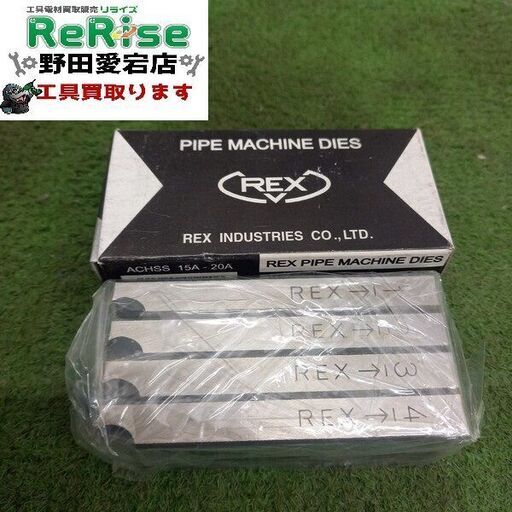 工具電材買取販売 リライズ
ReRise
野田愛宕店
工具買取ります
PIPE MACHINE DIES
REX
REX INDUSTRIES CO.,LTD.
ACHSS 15A - 20A
REX PIPE MACHINE DIES
REX→1
REX→2
REX→3
REX→4